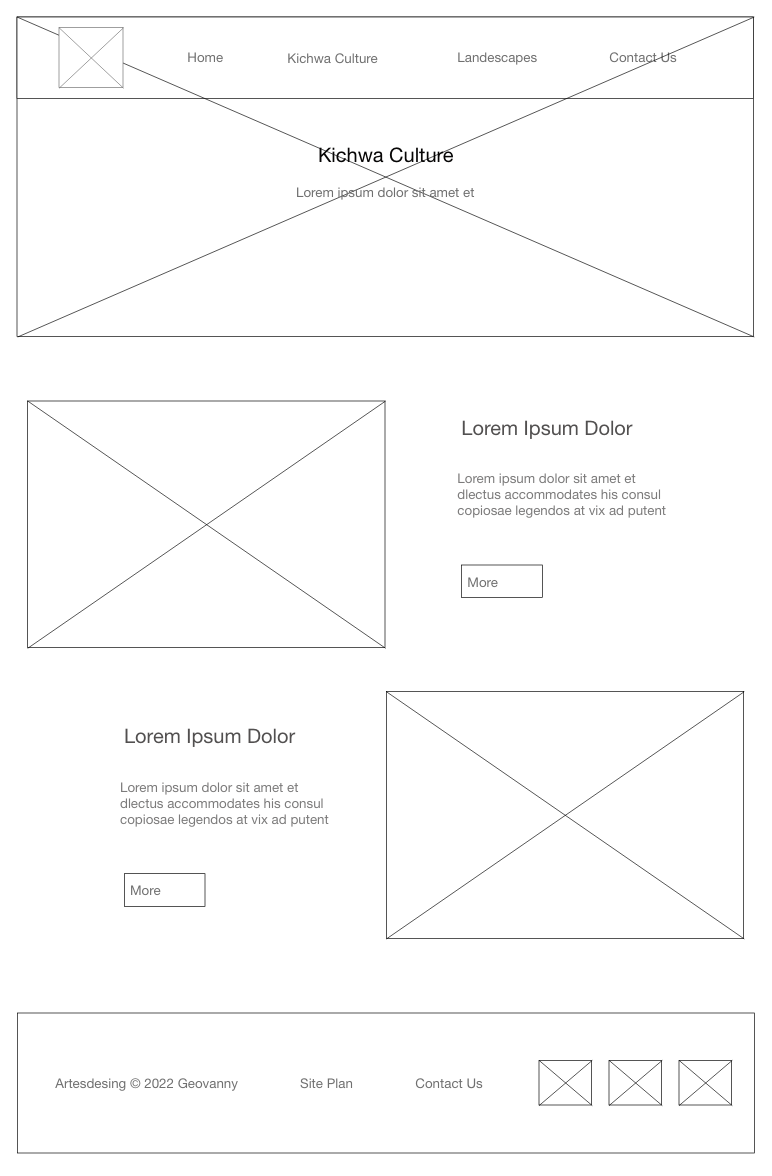 Home Kichwa Culture Landescapes Contact Us
Kichwa Culture
Lorem ipsum dolor sit amet et
Lorem Ipsum Dolor
Lorem ipsum dolor sit amet et
dlectus accommodates his consul
copiosae legendos at vix ad putent
More
Lorem Ipsum Dolor
Lorem ipsum dolor sit amet et
dlectus accommodates his consul
copiosae legendos at vix ad putent
More
Artesdesing © 2022 Geovanny Site Plan Contact Us